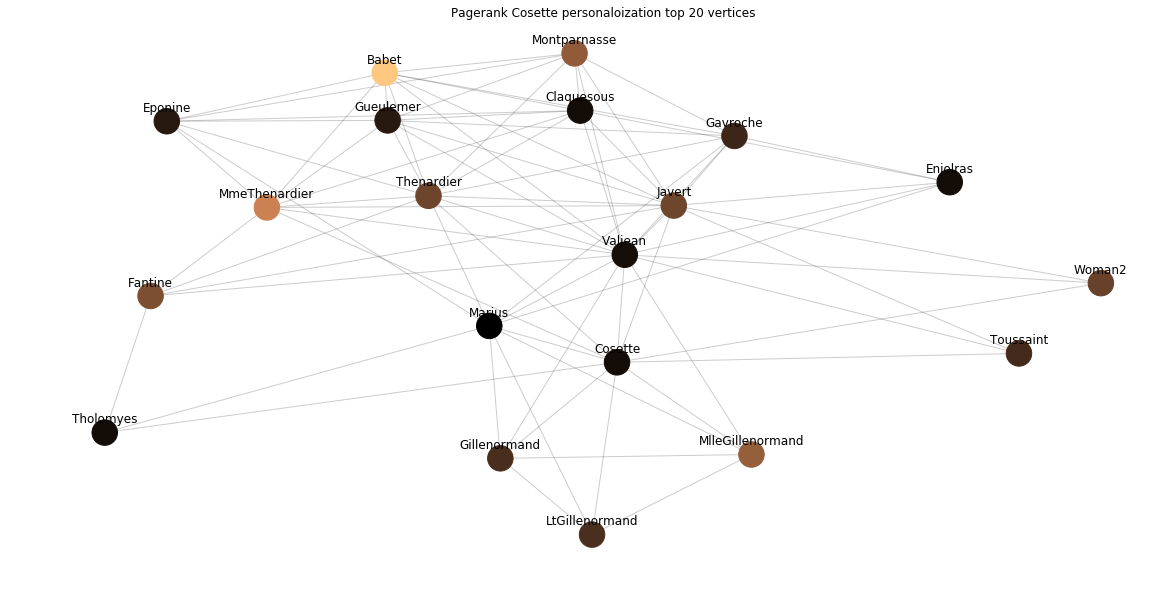 Pagerank Cosette personaloization top 20 vertices
Montparnasse
Babet
Claquesous
Eponine
Gueulemer
Gavroche
Enjolras
Thenardier
Javert
MmeThenardier
Valjean
Woman2
Fantine
Marius
Toussaint
Cosette
Tholomyes
Gillenormand
MlleGillenormand
LtGillenormand